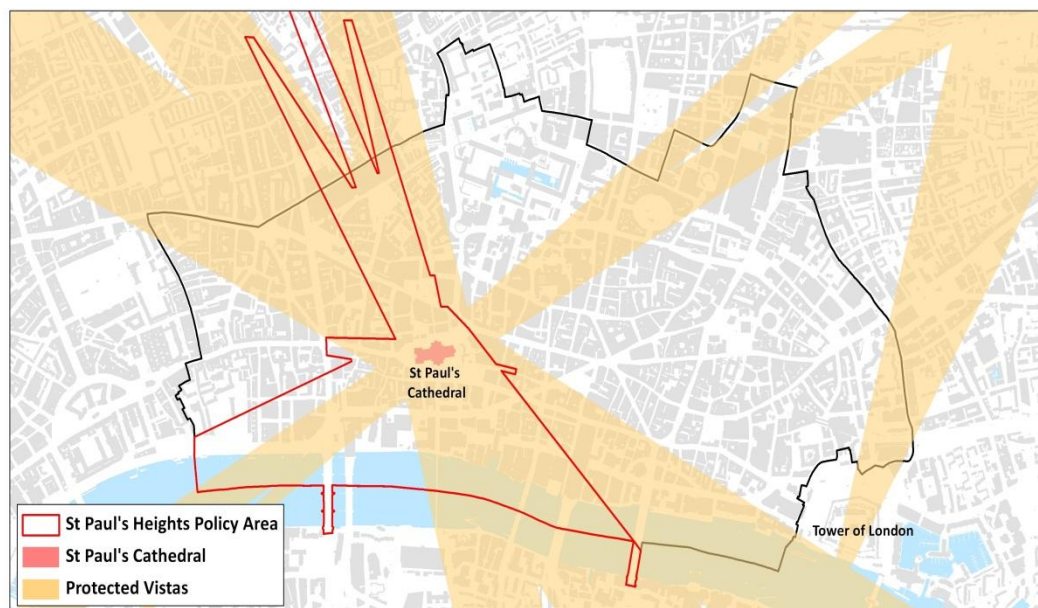 St Paul's
Cathedral
Tower of London
St Paul's Heights Policy Area
St Paul's Cathedral
Protected Vistas